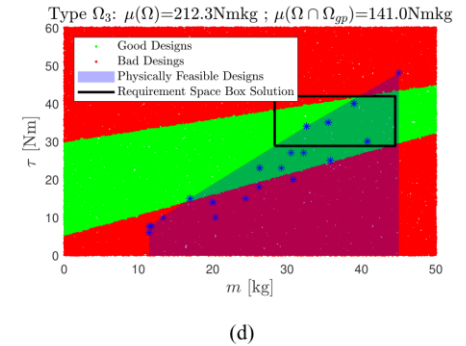 Type Ω₃: μ(Ω)=212.3Nmkg ; μ(Ω ∩ Ω_gp)=141.0Nmkg
60
Good Designs
Bad Desings
50
Physically Feasible Designs
Requirement Space Box Solution
40
τ [Nm]
30
20
10
0
0 10 20 30 40 50
m [kg]
(d)